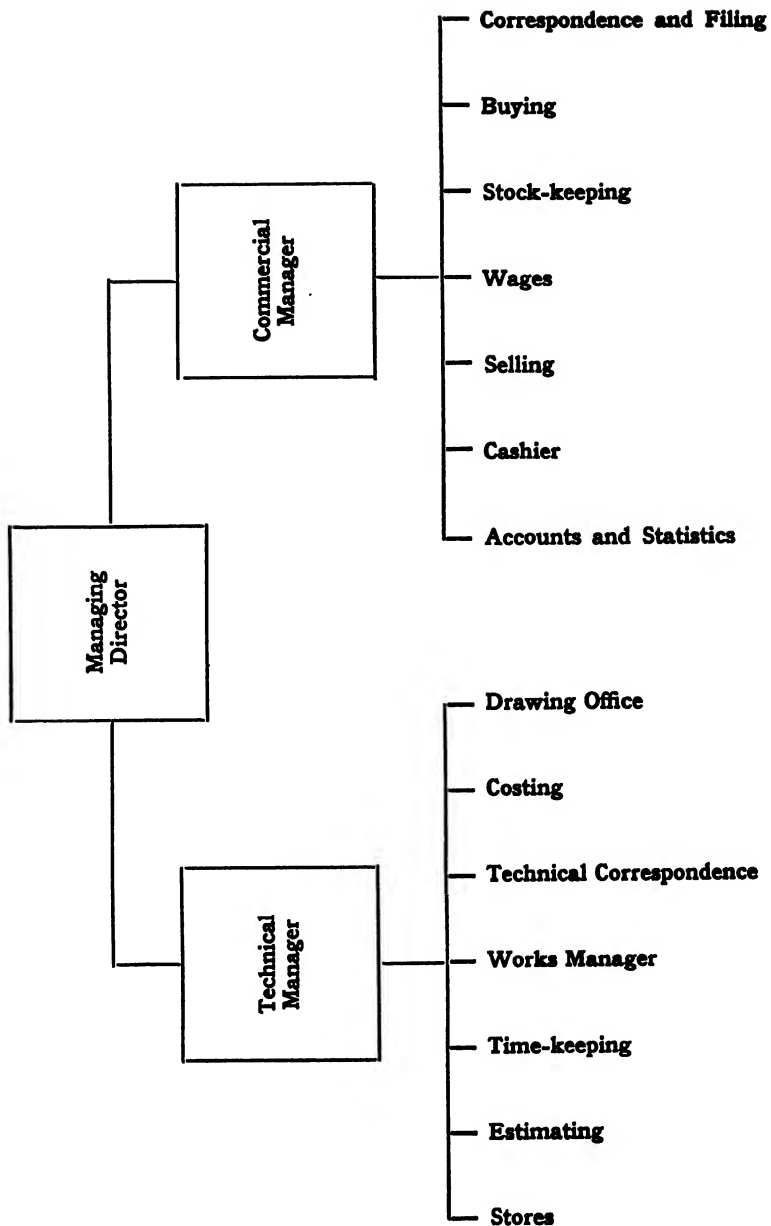 Managing
Director
Commercial
Manager
Correspondence and Filing
Buying
Stock-keeping
Wages
Selling
Cashier
Accounts and Statistics
Technical
Manager
Drawing Office
Costing
Technical Correspondence
Works Manager
Time-keeping
Estimating
Stores